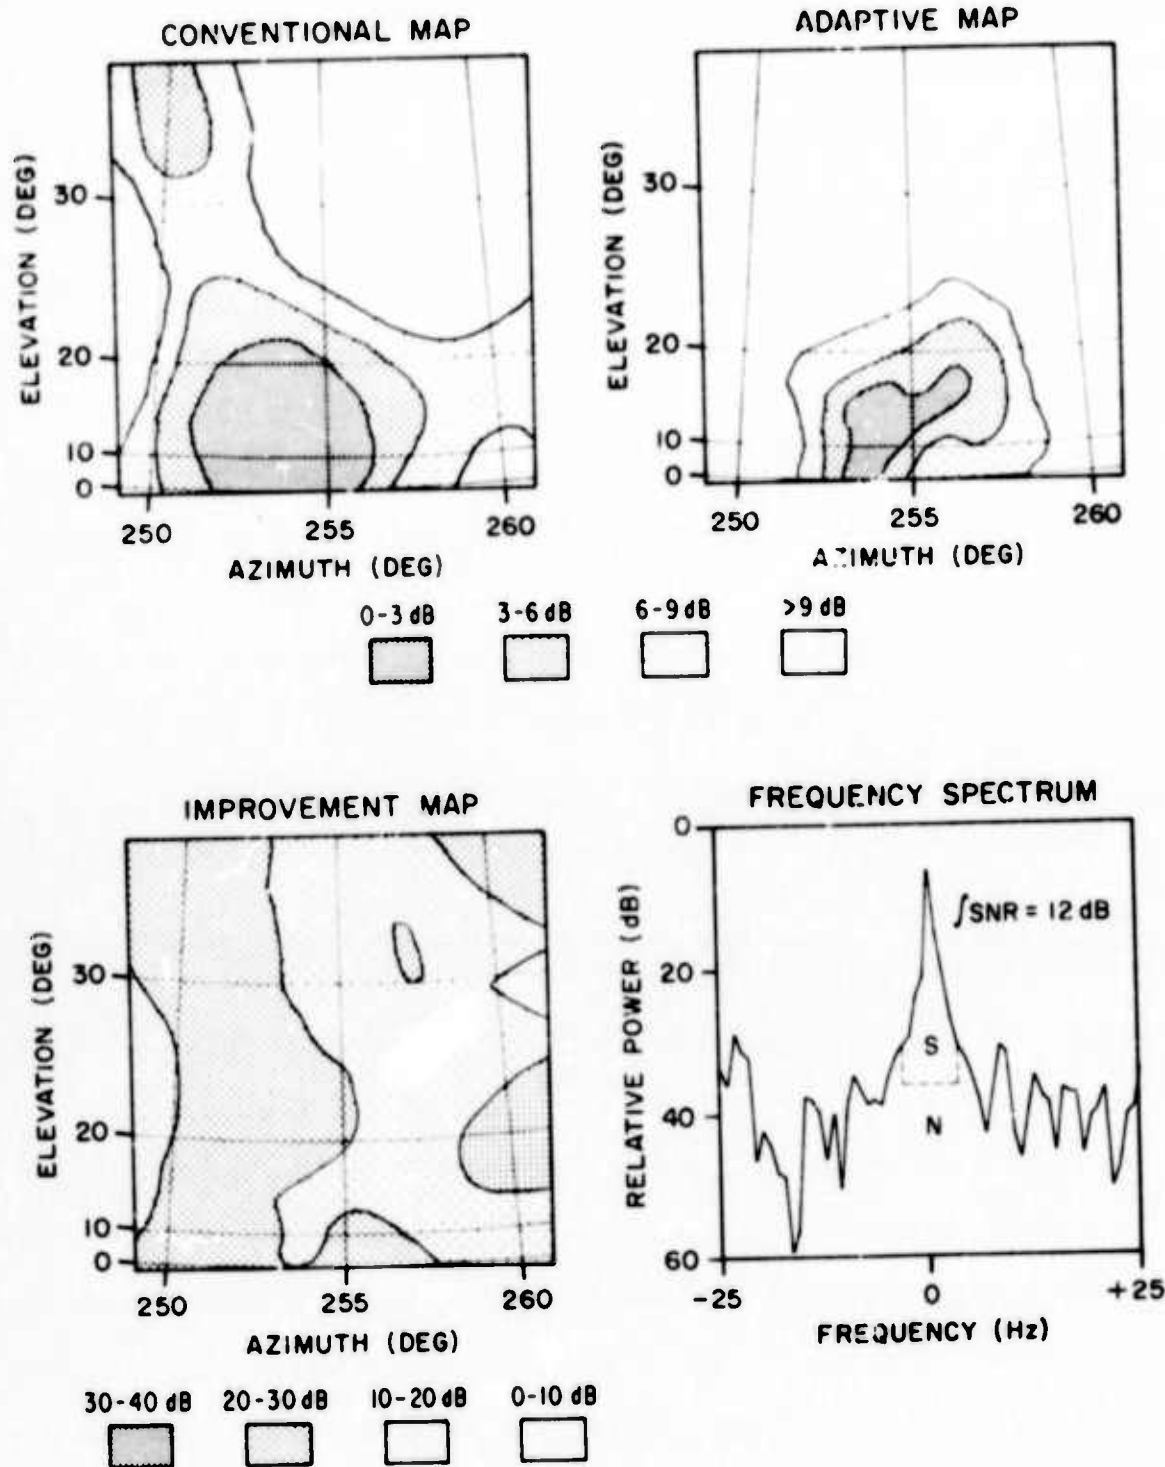 CONVENTIONAL MAP
ELEVATION (DEG)
30
20
10
0
250 255 260
AZIMUTH (DEG)
ADAPTIVE MAP
ELEVATION (DEG)
30
20
10
0
250 255 260
AZIMUTH (DEG)
0-3 dB 3-6 dB 6-9 dB >9 dB
IMPROVEMENT MAP
ELEVATION (DEG)
30
20
10
0
250 255 260
AZIMUTH (DEG)
30-40 dB 20-30 dB 10-20 dB 0-10 dB
FREQUENCY SPECTRUM
RELATIVE POWER (dB)
0
20
40
60
∫SNR = 12 dB
S
N
-25 0 +25
FREQUENCY (Hz)